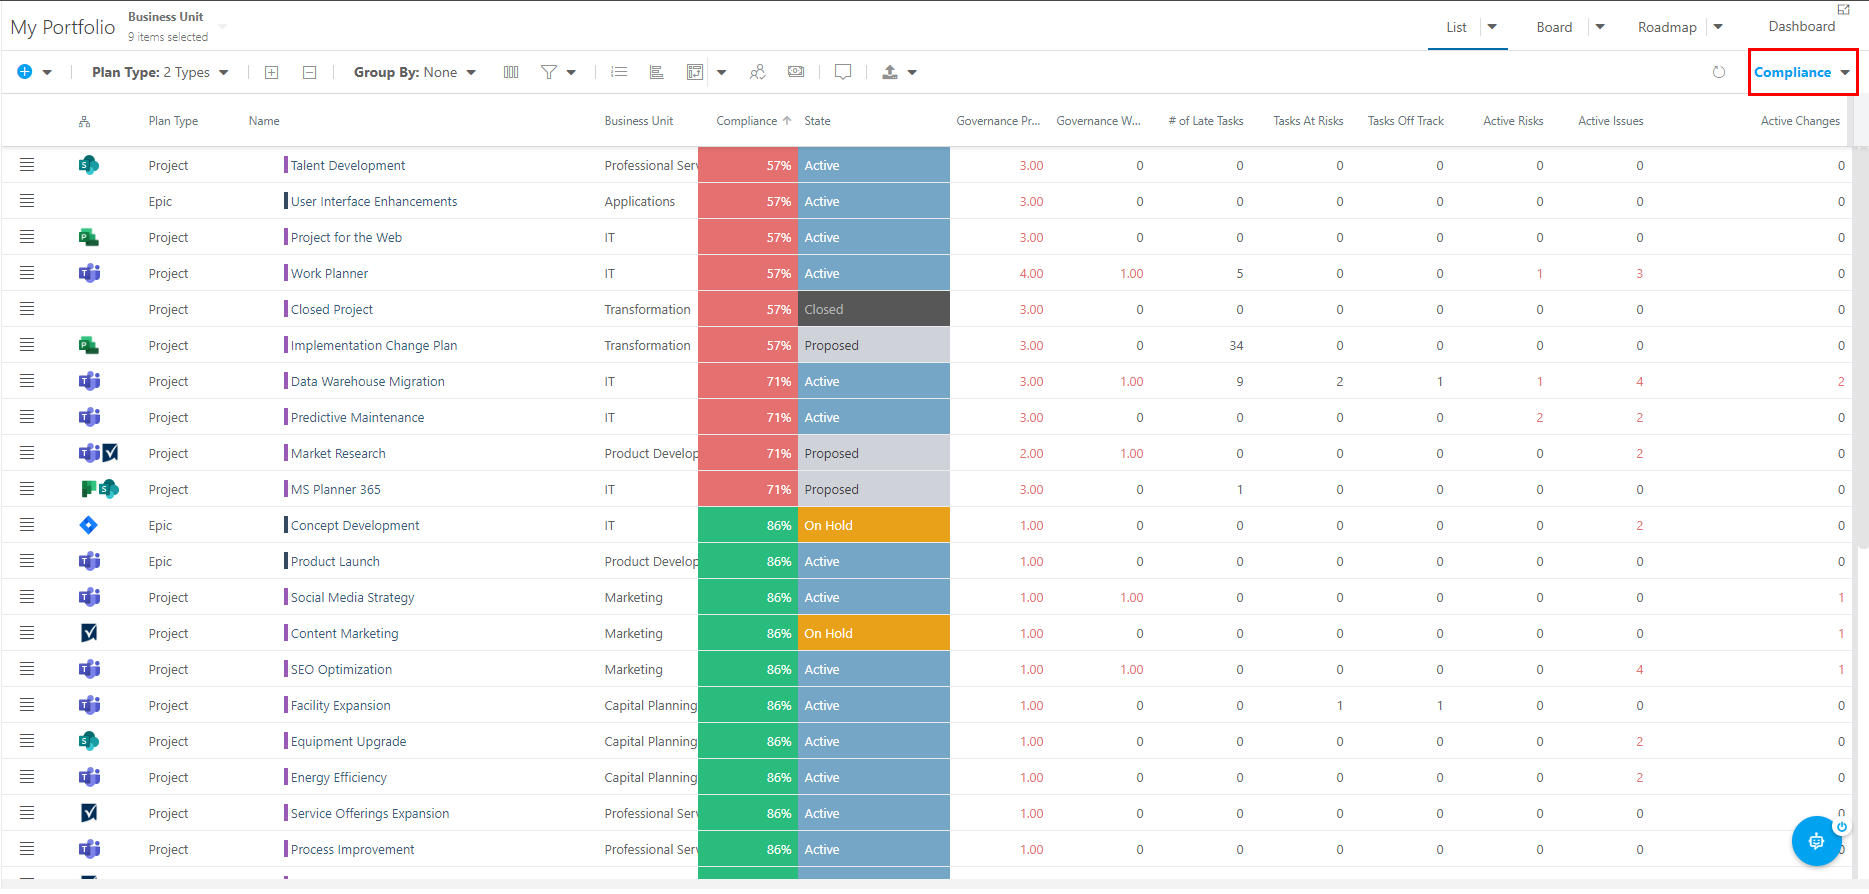 My Portfolio
Business Unit
9 items selected
List
Board
Roadmap
Dashboard
Plan Type: 2 Types
Group By: None
Compliance
Plan Type Name Business Unit Compliance State Governance Pr... Governance W... # of Late Tasks Tasks At Risks Tasks Off Track Active Risks Active Issues Active Changes
Project Talent Development Professional Serv 57% Active 3.00 0 0 0 0 0 0 0
Epic User Interface Enhancements Applications 57% Active 3.00 0 0 0 0 0 0 0
Project Project for the Web IT 57% Active 3.00 0 0 0 0 0 0 0
Project Work Planner IT 57% Active 4.00 1.00 5 0 0 1 3 0
Project Closed Project Transformation 57% Closed 3.00 0 0 0 0 0 0 0
Project Implementation Change Plan Transformation 57% Proposed 3.00 0 34 0 0 0 0 0
Project Data Warehouse Migration IT 71% Active 3.00 1.00 9 2 1 1 4 2
Project Predictive Maintenance IT 71% Active 3.00 0 0 0 0 2 2 0
Project Market Research Product Develop 71% Proposed 2.00 1.00 0 0 0 0 2 0
Project MS Planner 365 IT 71% Proposed 3.00 0 1 0 0 0 0 0
Epic Concept Development IT 86% On Hold 1.00 0 0 0 0 0 2 0
Epic Product Launch Product Develop 86% Active 1.00 0 0 0 0 0 0 0
Project Social Media Strategy Marketing 86% Active 1.00 1.00 0 0 0 0 0 1
Project Content Marketing Marketing 86% On Hold 1.00 0 0 0 0 0 0 1
Project SEO Optimization Marketing 86% Active 1.00 1.00 0 0 0 0 4 1
Project Facility Expansion Capital Planning 86% Active 1.00 0 0 1 1 0 0 0
Project Equipment Upgrade Capital Planning 86% Active 1.00 0 0 0 0 0 2 0
Project Energy Efficiency Capital Planning 86% Active 1.00 0 0 0 0 0 2 0
Project Service Offerings Expansion Professional Serv 86% Active 1.00 0 0 0 0 0 0 0
Project Process Improvement Professional Serv 86% Active 1.00 0 0 0 0 0 0 0